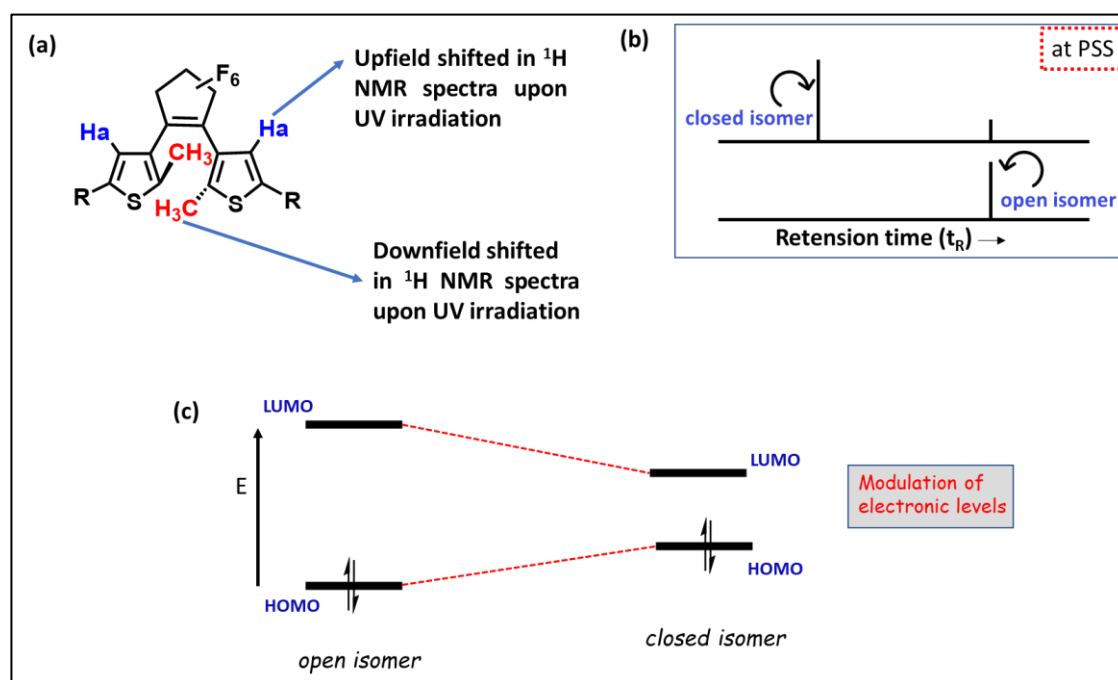 (a)
F6
Ha
Ha
CH3
R
S
H3C
S
R
Upfield shifted in 1H
NMR spectra upon
UV irradiation
Downfield shifted
in 1H NMR spectra
upon UV irradiation
(b)
at PSS
closed isomer
open isomer
Retension time (tR) →
(c)
LUMO
E
HOMO
open isomer
LUMO
HOMO
closed isomer
Modulation of
electronic levels